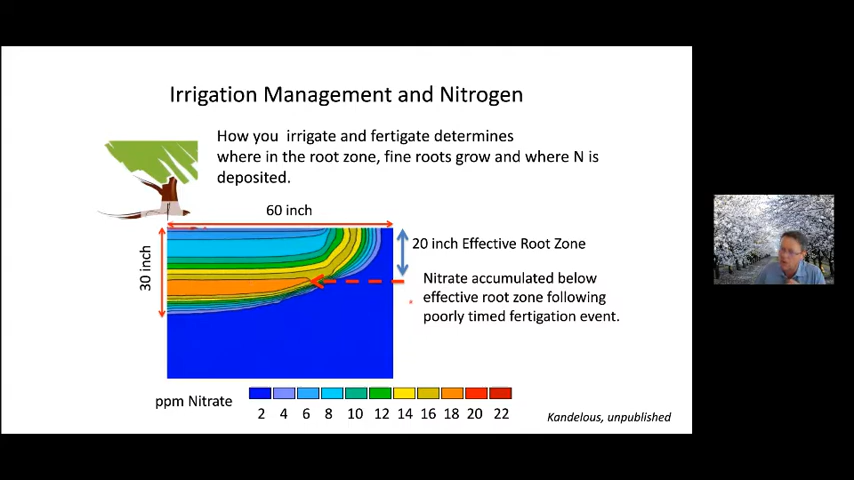 Irrigation Management and Nitrogen
How you irrigate and fertigate determines
where in the root zone, fine roots grow and where N is
deposited.
60 inch
30 inch
20 inch Effective Root Zone
Nitrate accumulated below
effective root zone following
poorly timed fertigation event.
ppm Nitrate
2 4 6 8 10 12 14 16 18 20 22
Kandelous, unpublished